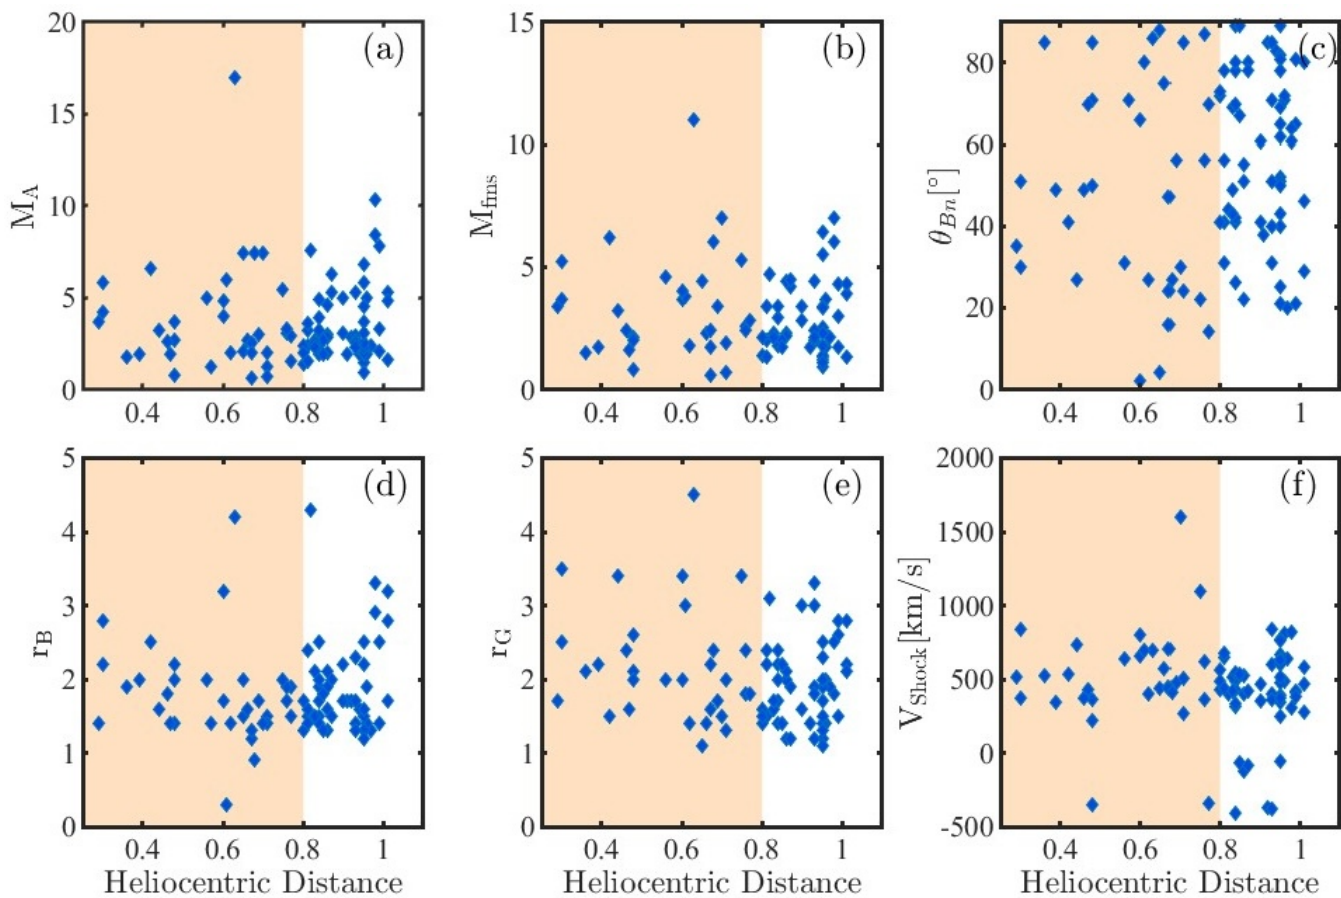 20
15
10
5
0
M_A
0.4 0.6 0.8 1
(a)
15
10
5
0
M_fms
0.4 0.6 0.8 1
(b)
80
60
40
20
0
θ_Bn[°]
0.4 0.6 0.8 1
(c)
5
4
3
2
1
0
r_B
0.4 0.6 0.8 1
Heliocentric Distance
(d)
5
4
3
2
1
0
r_G
0.4 0.6 0.8 1
Heliocentric Distance
(e)
2000
1500
1000
500
0
-500
V_Shock[km/s]
0.4 0.6 0.8 1
Heliocentric Distance
(f)